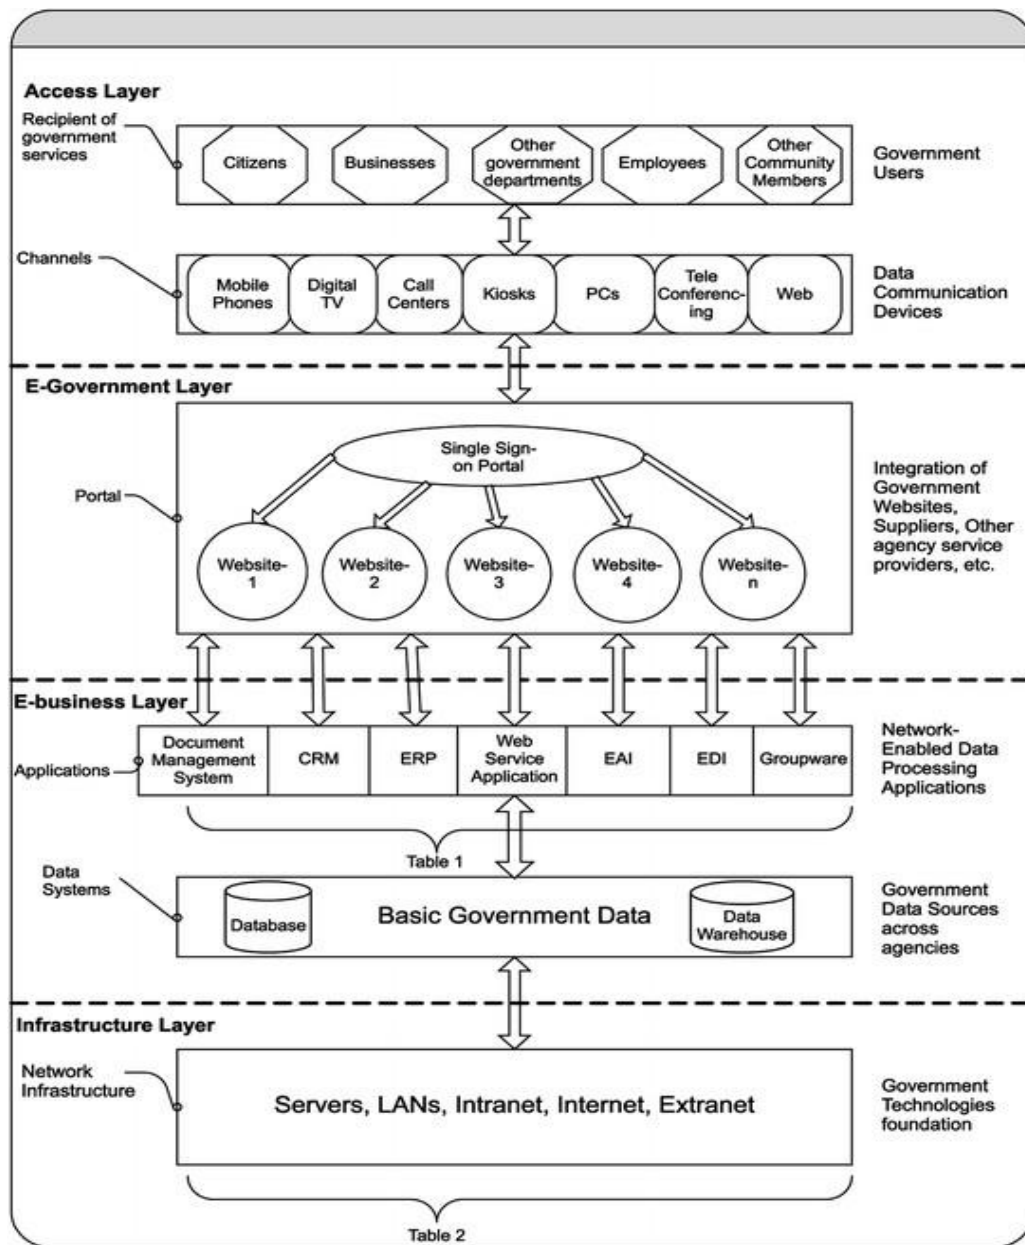 Access Layer
Recipient of
government
services
Citizens
Businesses
Other
government
departments
Employees
Other
Community
Members
Government
Users
Channels
Mobile
Phones
Digital
TV
Call
Centers
Kiosks
PCs
Tele
Conferenc-
ing
Web
Data
Communication
Devices
E-Government Layer
Single Sign-
on Portal
Portal
Website-
1
Website-
2
Website-
3
Website-
4
Website-
n
Integration of
Government
Websites,
Suppliers, Other
agency service
providers, etc.
E-business Layer
Applications
Document
Management
System
CRM
ERP
Web
Service
Application
EAI
EDI
Groupware
Network-
Enabled Data
Processing
Applications
Table 1
Data
Systems
Database
Basic Government Data
Data
Warehouse
Government
Data Sources
across
agencies
Infrastructure Layer
Network
Infrastructure
Servers, LANs, Intranet, Internet, Extranet
Government
Technologies
foundation
Table 2